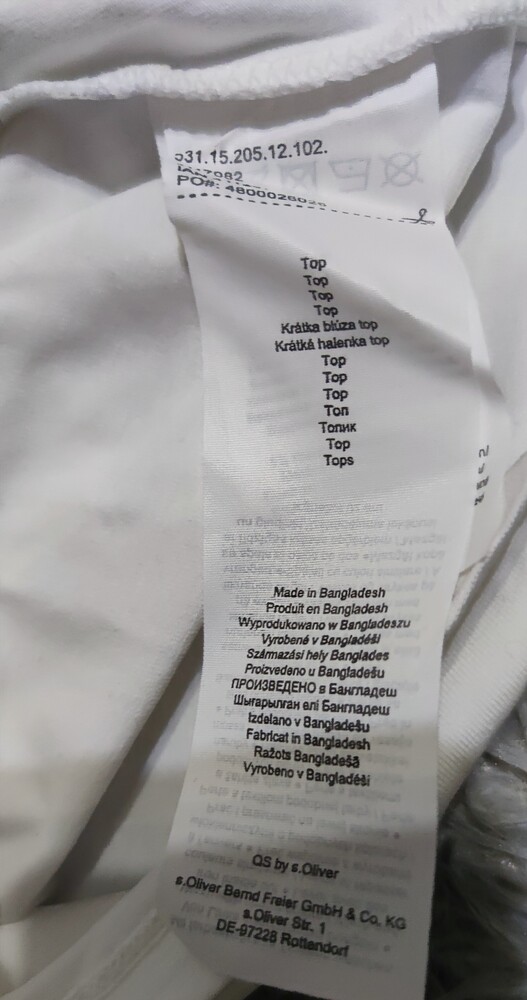 31.15.205.12.102.
PO#:
Top
Top
Top
Top
Krátka blúza top
Krátká halenka top
Top
Top
Top
Топ
Топик
Top
Tops
Made in Bangladesh
Produit en Bangladesh
Wyprodukowano w Bangladeszu
Vyrobené v Bangladéši
Származási hely Banglades
Proizvedeno u Bangladešu
ПРОИЗВЕДЕНО в Бангладеш
Шығарылған елі Бангладеш
Izdelano v Bangladešu
Fabricat in Bangladesh
Ražots Bangladešā
Vyrobeno v Bangladéši
QS by s.Oliver
s.Oliver Bernd Freier GmbH & Co. KG
s.Oliver Str. 1
DE-97228 Rottendorf